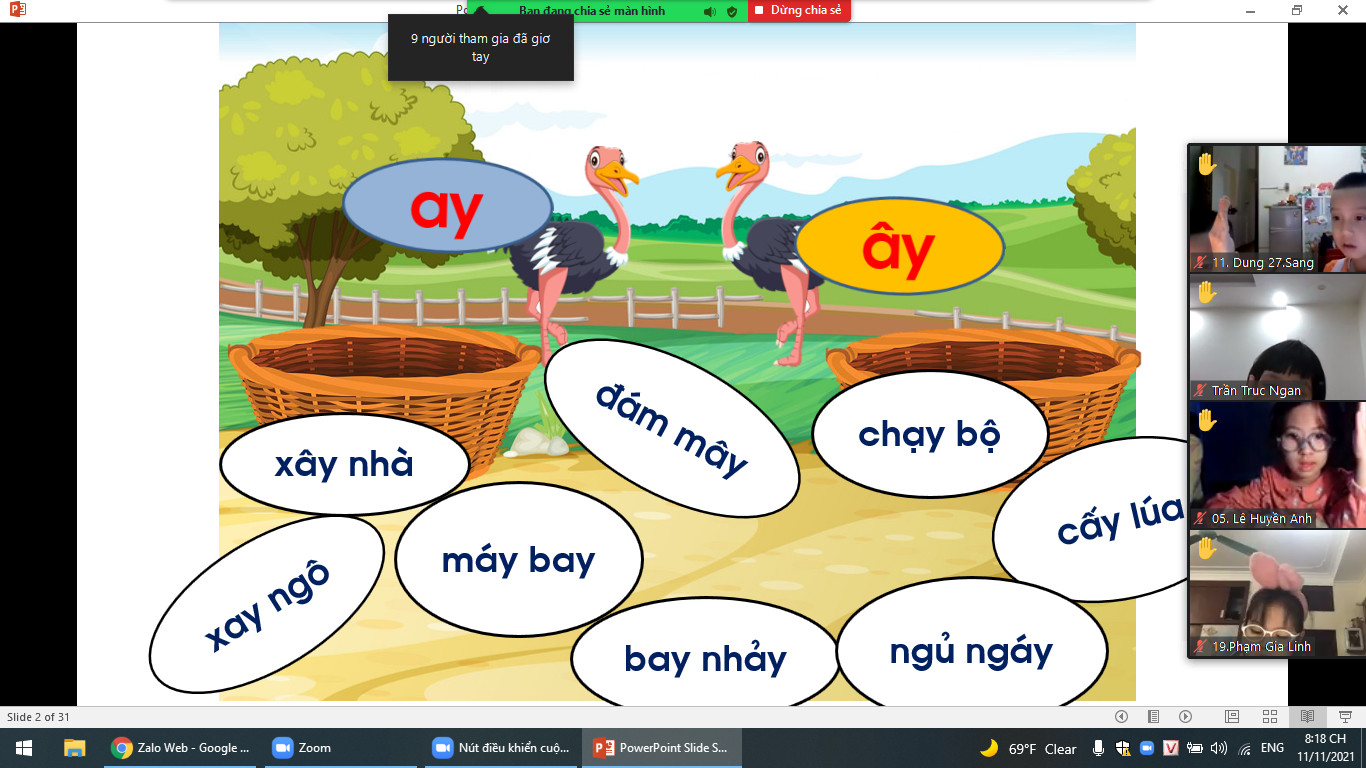 Bạn đang chia sẻ màn hình
Dừng chia sẻ
9 người tham gia đã giơ
tay
ay
ây
đám mây
chạy bộ
xây nhà
cấy lúa
máy bay
xay ngô
bay nhảy
ngủ ngáy
11. Dung 27.Sang
Trần Truc Ngan
05. Lê Huyền Anh
19.Phạm Gia Linh
Slide 2 of 31
Zalo Web - Google ...
Zoom
Nút điều khiển cuộ...
PowerPoint Slide S...
69°F Clear
ENG
8:18 CH
11/11/2021